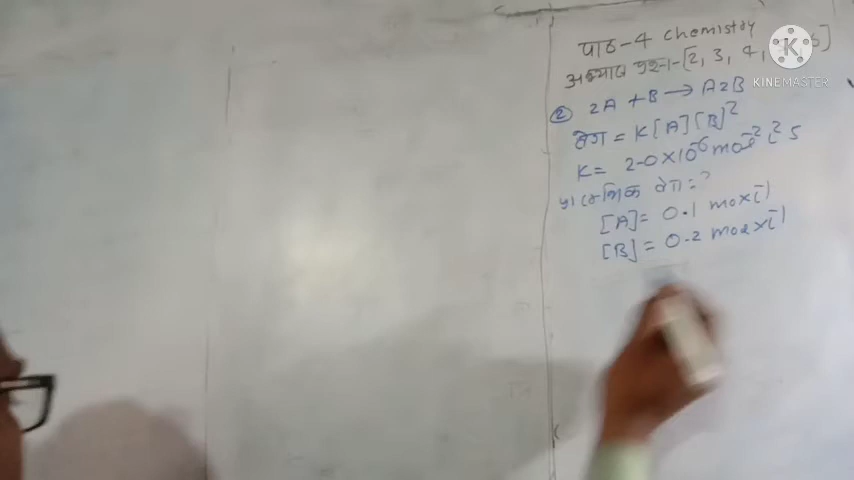 पाठ-4 chemistry
अभ्यास प्रश्न-[2, 3, 4, 6]
K
KINEMASTER
② 2A + B → A2B
वेग = K[A][B]²
K = 2.0×10⁻⁶ mol⁻² L² S
प्रारंभिक वेग = ?
[A] = 0.1 mol×L⁻¹
[B] = 0.2 mol×L⁻¹